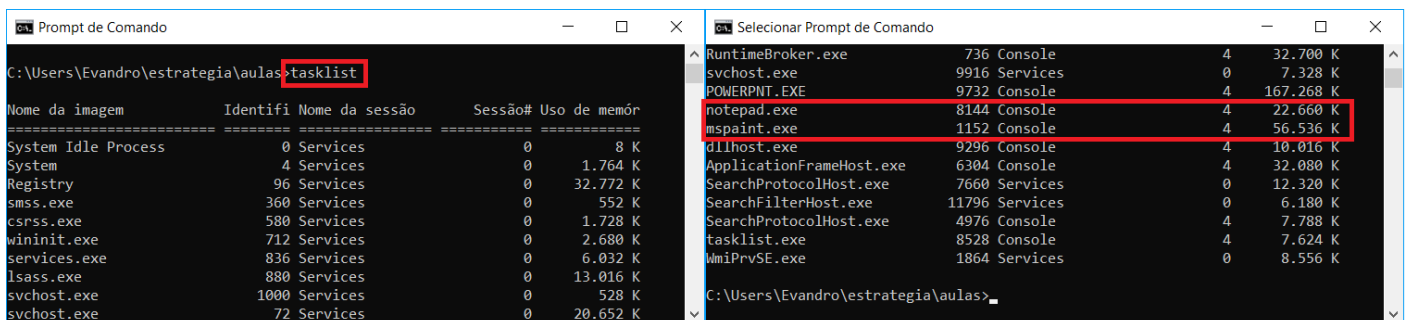 Prompt de Comando
C:\Users\Evandro\estrategia\aulas>tasklist
Nome da imagem Identifi Nome da sessão Sessão# Uso de memór
========================= ======== ================ =========== ============
System Idle Process 0 Services 0 8 K
System 4 Services 0 1.764 K
Registry 96 Services 0 32.772 K
smss.exe 360 Services 0 552 K
csrss.exe 580 Services 0 1.728 K
wininit.exe 712 Services 0 2.680 K
services.exe 836 Services 0 6.032 K
lsass.exe 880 Services 0 13.016 K
svchost.exe 1000 Services 0 528 K
svchost.exe 72 Services 0 20.652 K
Selecionar Prompt de Comando
RuntimeBroker.exe 736 Console 4 32.700 K
svchost.exe 9916 Services 0 7.328 K
POWERPNT.EXE 9732 Console 4 167.268 K
notepad.exe 8144 Console 4 22.660 K
mspaint.exe 1152 Console 4 56.536 K
dllhost.exe 9296 Console 4 10.016 K
ApplicationFrameHost.exe 6304 Console 4 32.080 K
SearchProtocolHost.exe 7660 Services 0 12.320 K
SearchFilterHost.exe 11796 Services 0 6.180 K
SearchProtocolHost.exe 4976 Console 4 7.788 K
tasklist.exe 8528 Console 4 7.624 K
WmiPrvSE.exe 1864 Services 0 8.556 K
C:\Users\Evandro\estrategia\aulas>